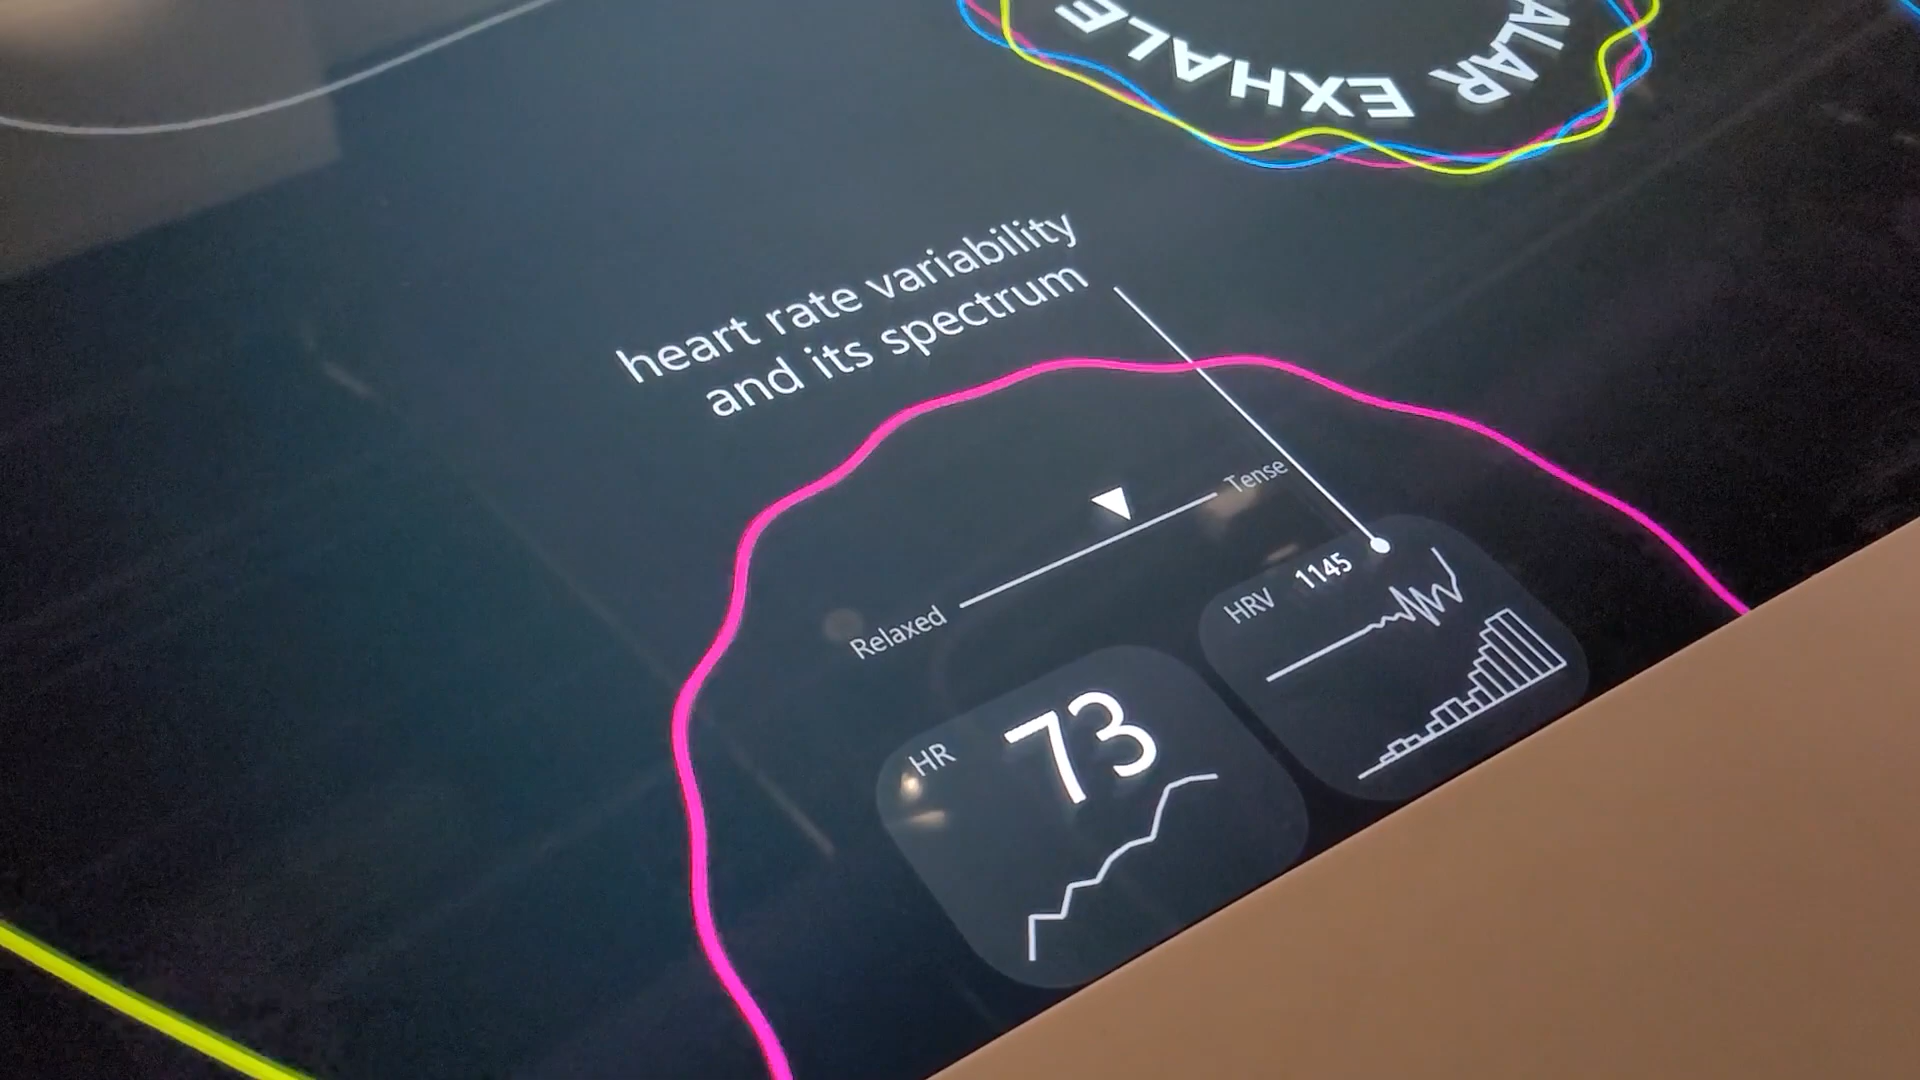 EXHALE
heart rate variability
and its spectrum
Relaxed
Tense
HRV 1145
HR 73